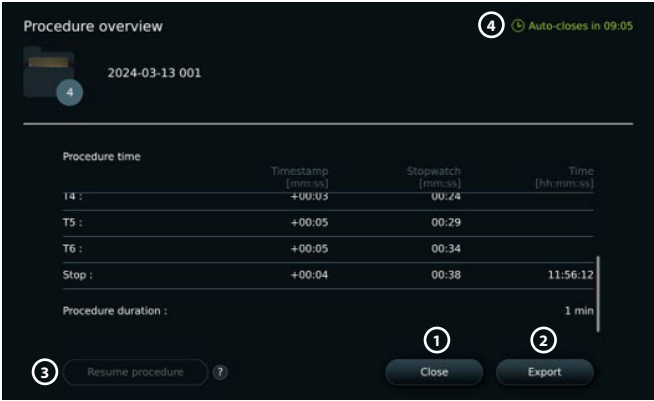 Procedure overview
4 Auto-closes in 09:05
4
2024-03-13 001
Procedure time
Timestamp Stopwatch Time
[mm:ss] [mm:ss] [hh:mm:ss]
T4 : +00:03 00:24
T5 : +00:05 00:29
T6 : +00:05 00:34
Stop : +00:04 00:38 11:56:12
Procedure duration : 1 min
1 2
3 Resume procedure ? Close Export